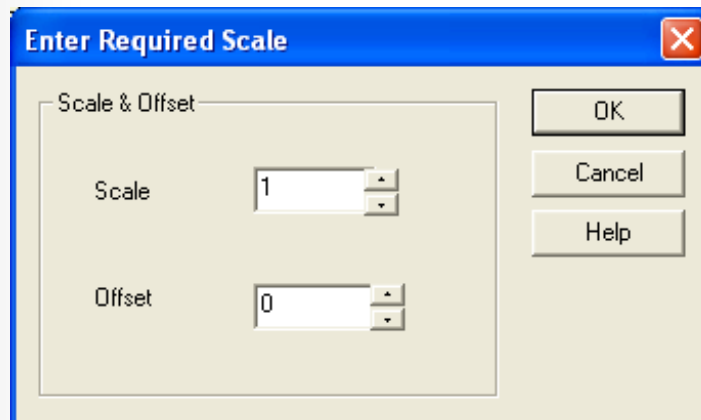 Enter Required Scale
Scale & Offset
Scale 1
Offset 0
OK
Cancel
Help